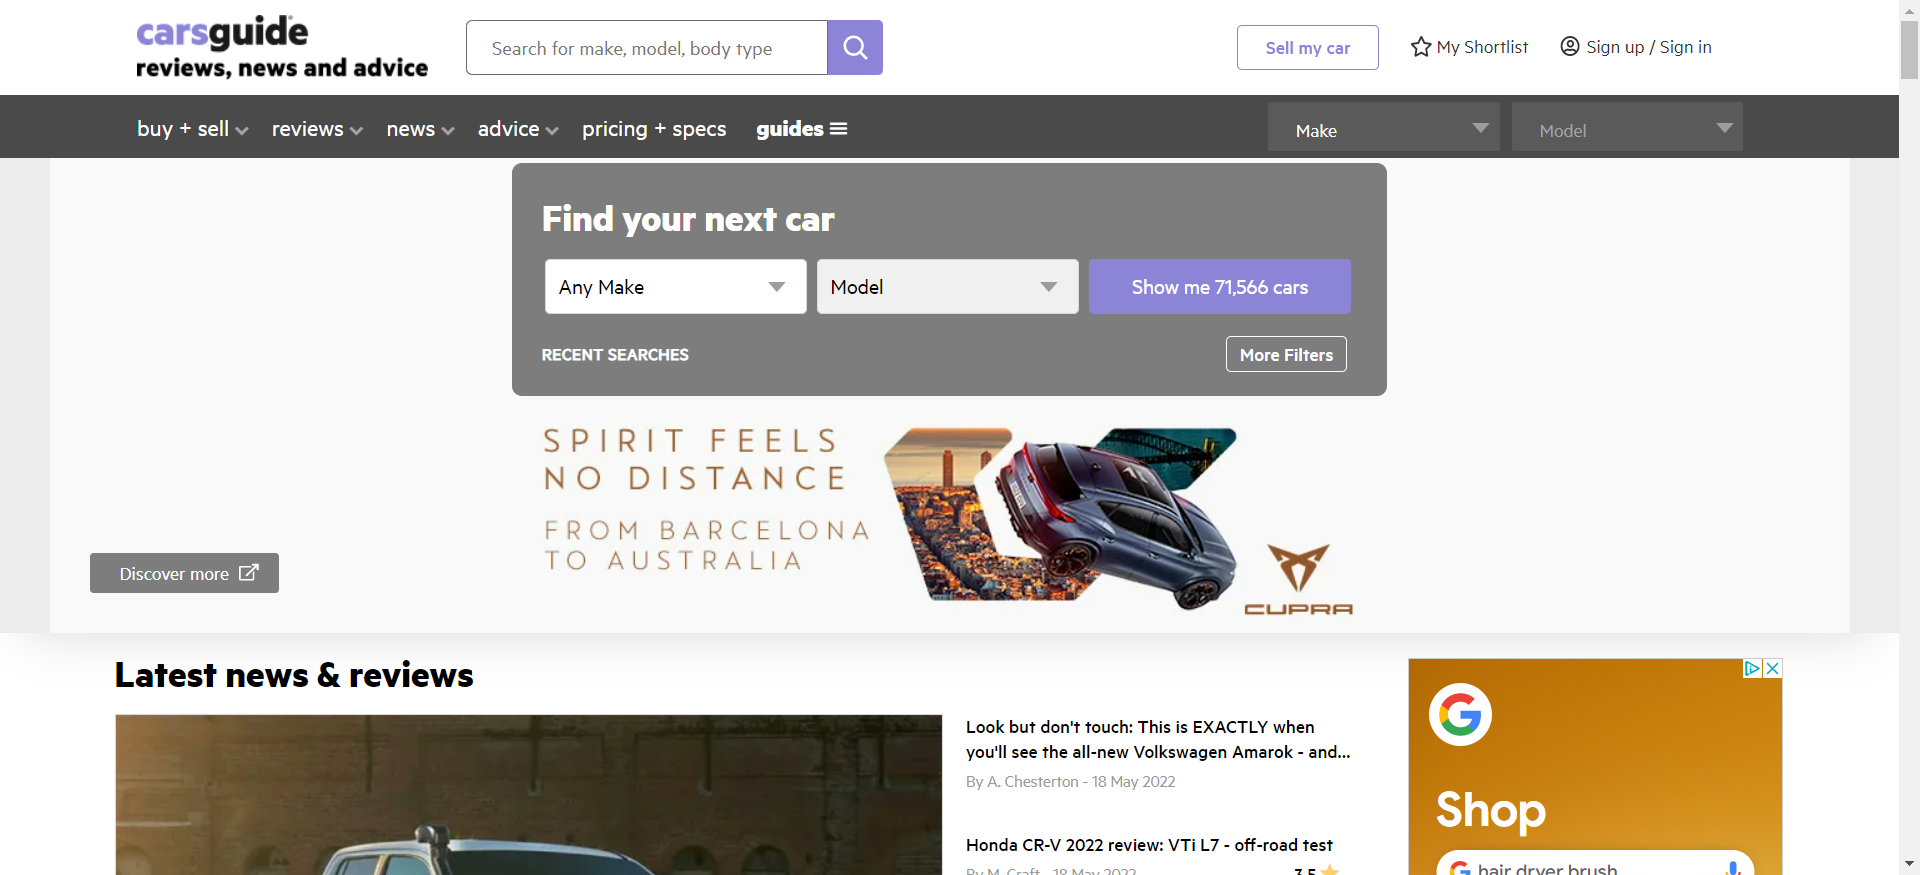 carsguide
reviews, news and advice
Search for make, model, body type
Sell my car
My Shortlist
Sign up / Sign in
buy + sell
reviews
news
advice
pricing + specs
guides
Make
Model
Find your next car
Any Make
Model
Show me 71,566 cars
RECENT SEARCHES
More Filters
SPIRIT FEELS
NO DISTANCE
FROM BARCELONA
TO AUSTRALIA
CUPRA
Discover more
Latest news & reviews
Look but don't touch: This is EXACTLY when
you'll see the all-new Volkswagen Amarok - and...
By A. Chesterton - 18 May 2022
Honda CR-V 2022 review: VTi L7 - off-road test
By M. Craft - 18 May 2022
3.5
G
Shop
G hair dryer brush